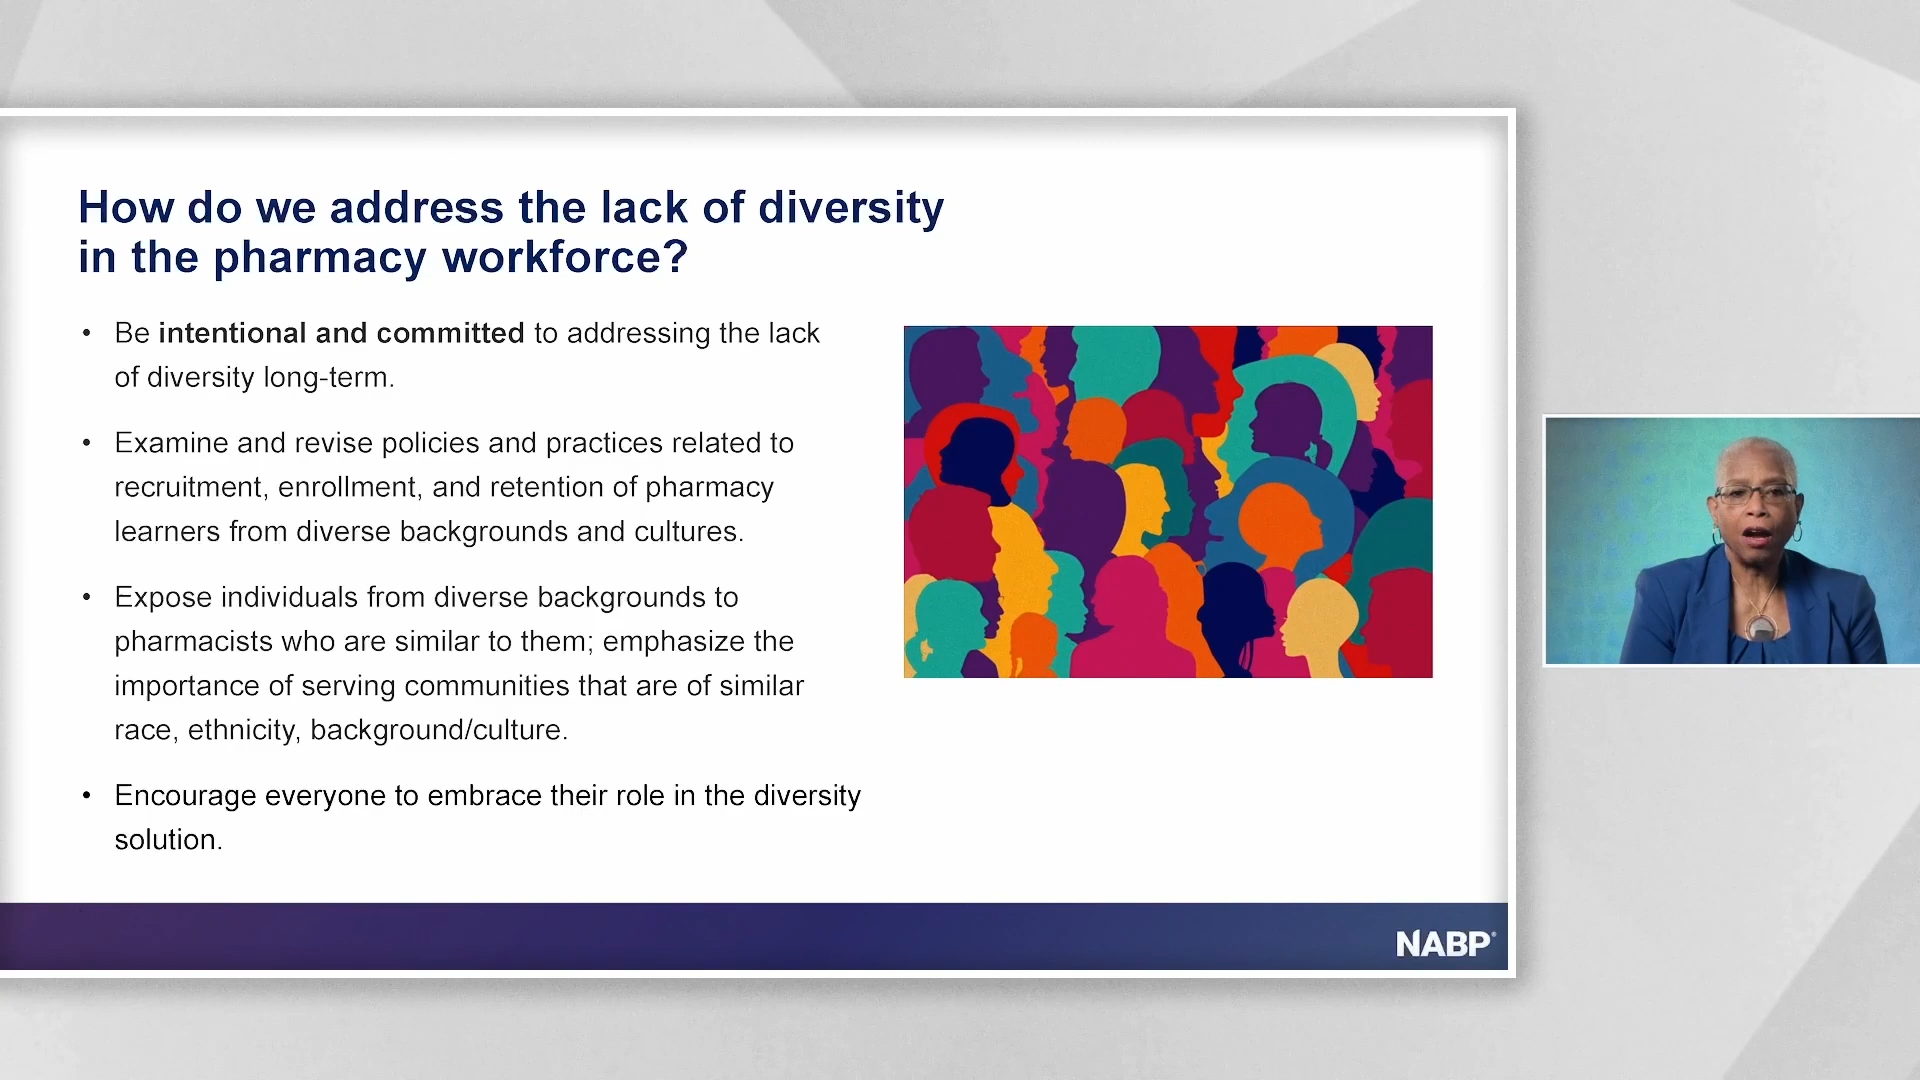 How do we address the lack of diversity
in the pharmacy workforce?
• Be intentional and committed to addressing the lack
of diversity long-term.
• Examine and revise policies and practices related to
recruitment, enrollment, and retention of pharmacy
learners from diverse backgrounds and cultures.
• Expose individuals from diverse backgrounds to
pharmacists who are similar to them; emphasize the
importance of serving communities that are of similar
race, ethnicity, background/culture.
• Encourage everyone to embrace their role in the diversity
solution.
NABP®